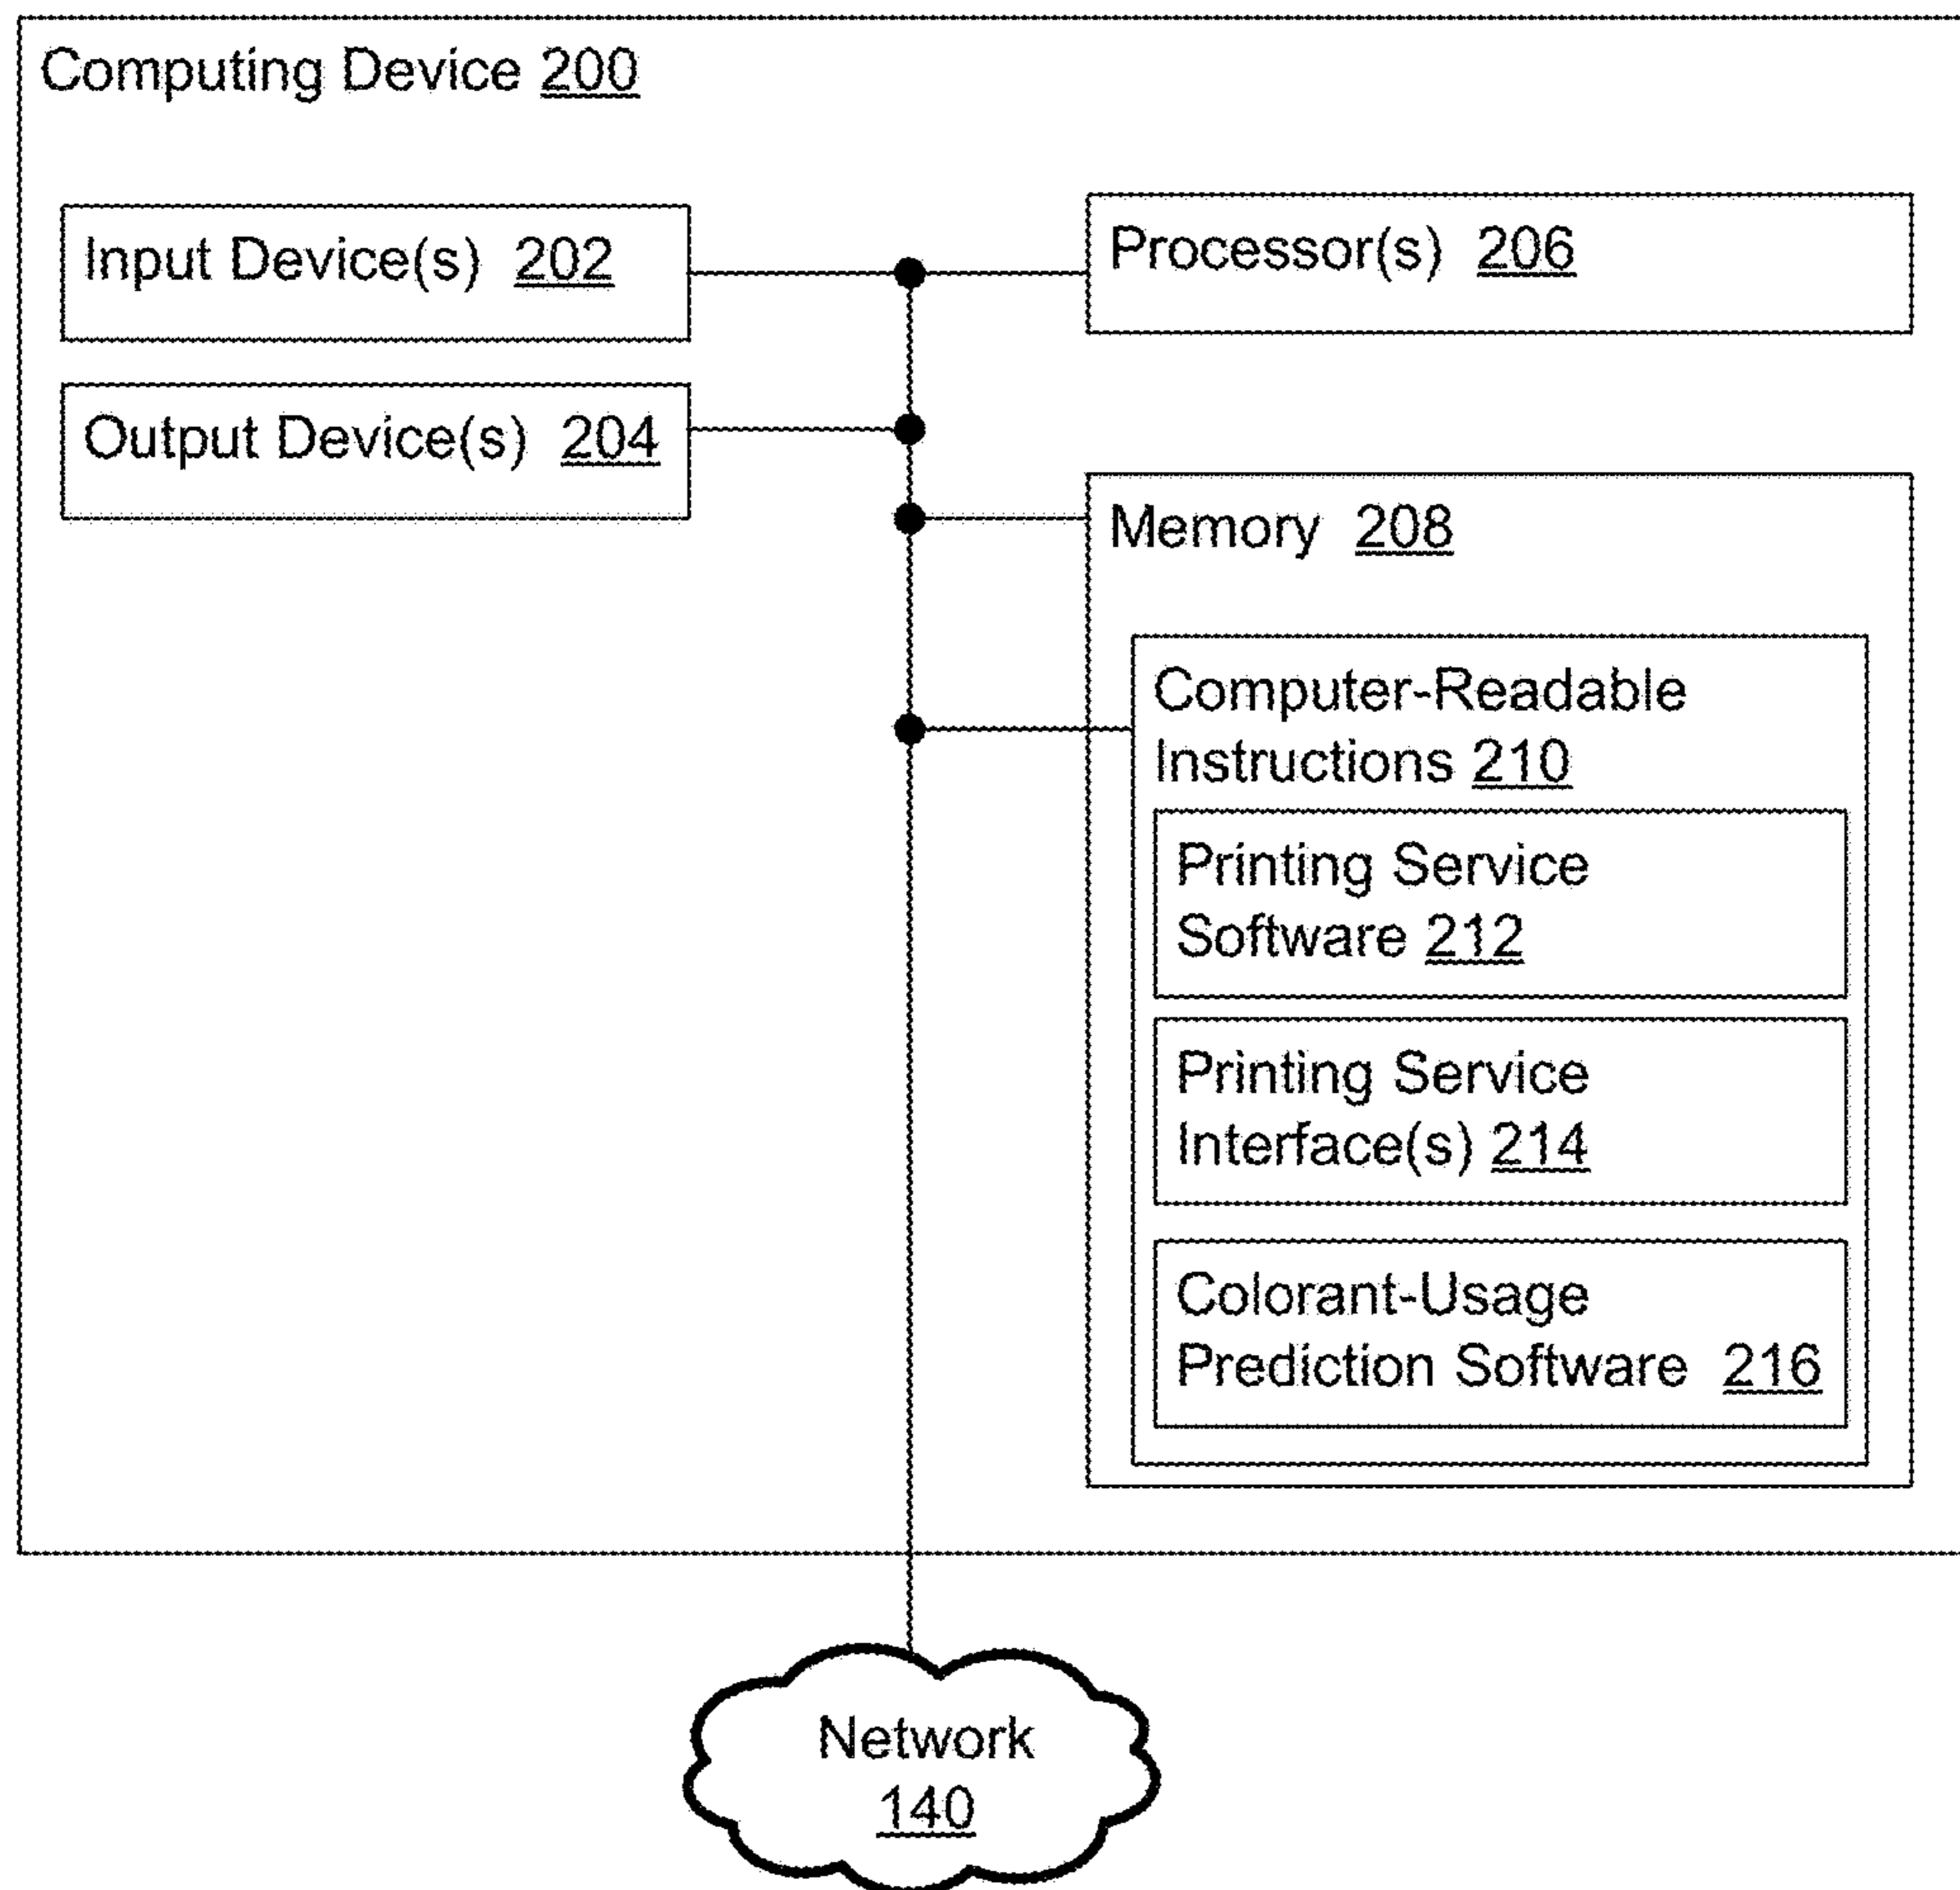 Computing Device 200
Input Device(s) 202
Processor(s) 206
Output Device(s) 204
Memory 208
Computer-Readable
Instructions 210
Printing Service
Software 212
Printing Service
Interface(s) 214
Colorant-Usage
Prediction Software 216
Network
140